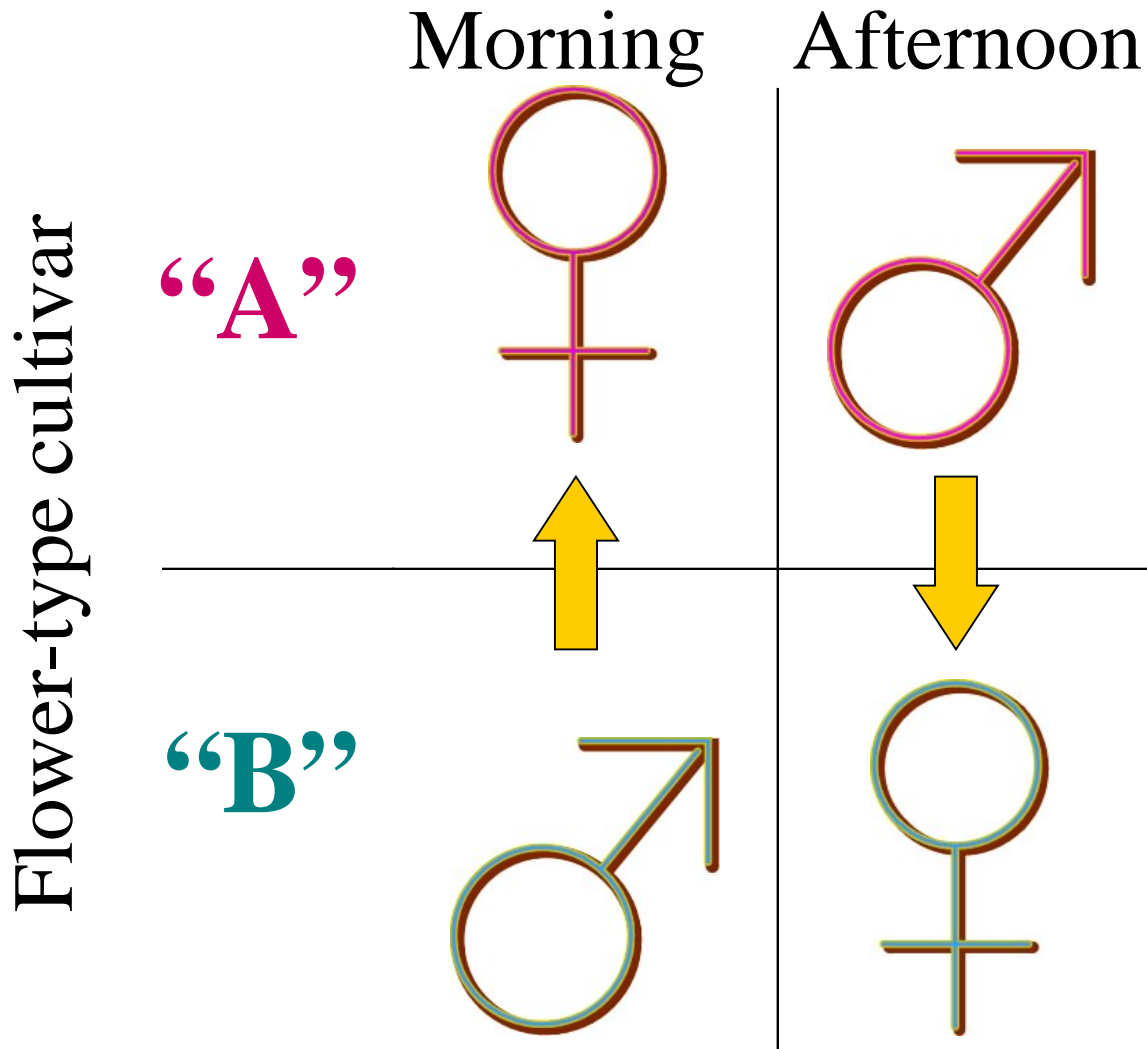 Morning
Afternoon
Flower-type cultivar
“A”
“B”